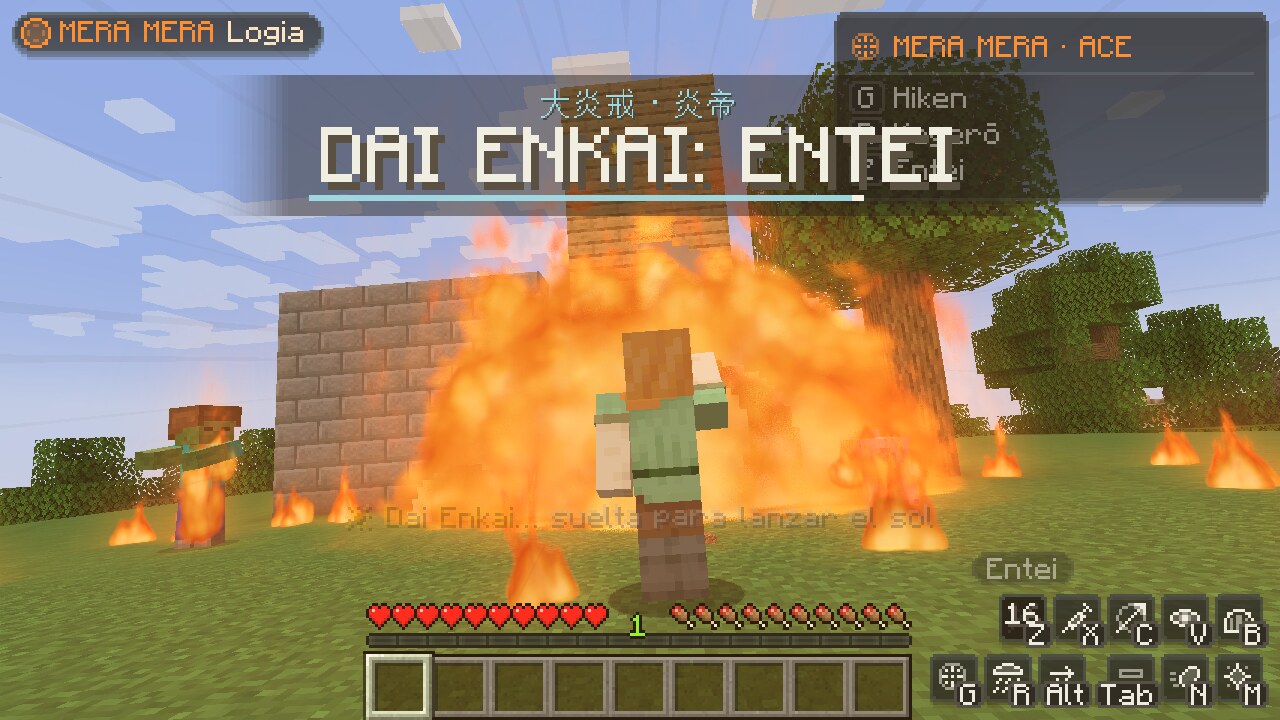 MERA MERA Logia
MERA MERA · ACE
G Hiken
大炎戒・炎帝
DAI ENKAI: ENTEI
Entei
Dai Enkai... suelta para lanzar el sol
Entei
1
16 Z X C V B
G R Alt Tab N M